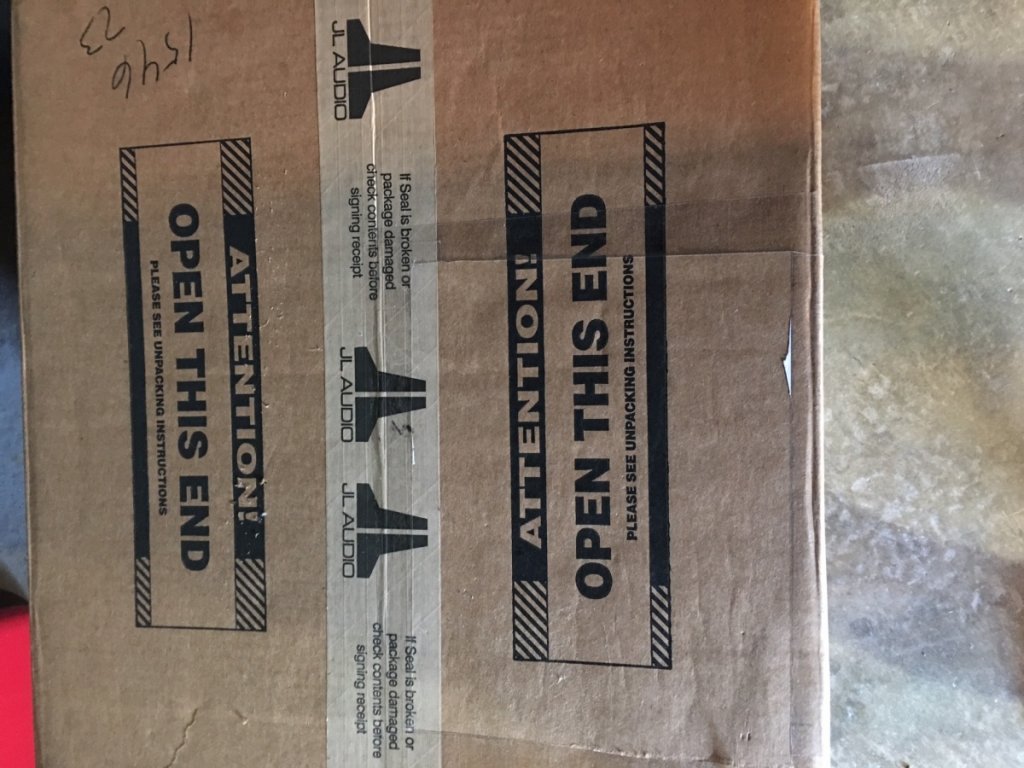 1546
23
ATTENTION!
OPEN THIS END
PLEASE SEE UNPACKING INSTRUCTIONS
JL AUDIO
If Seal is broken or
package damaged
check contents before
signing receipt
JL AUDIO
JL AUDIO
If Seal is broken or
package damaged
check contents before
signing receipt
ATTENTION!
OPEN THIS END
PLEASE SEE UNPACKING INSTRUCTIONS